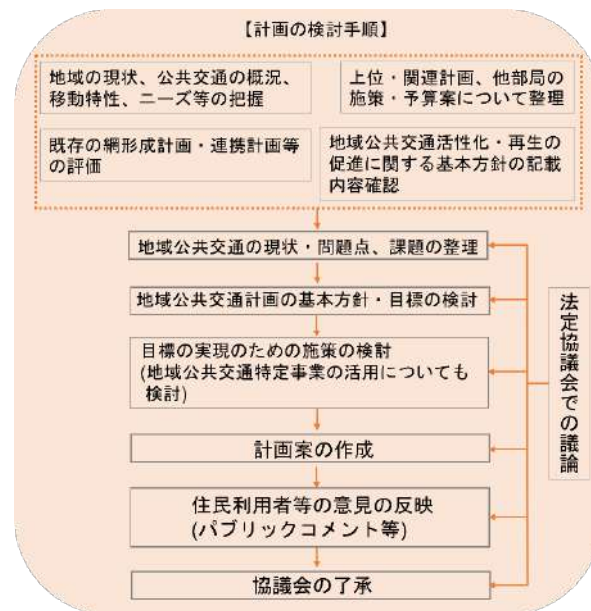 【計画の検討手順】
地域の現状、公共交通の概況、
移動特性、ニーズ等の把握
上位・関連計画、他部局の
施策・予算案について整理
既存の網形成計画・連携計画等
の評価
地域公共交通活性化・再生の
促進に関する基本方針の記載
内容確認
地域公共交通の現状・問題点、課題の整理
地域公共交通計画の基本方針・目標の検討
目標の実現のための施策の検討
(地域公共交通特定事業の活用についても
検討)
計画案の作成
住民利用者等の意見の反映
(パブリックコメント等)
協議会の了承
法定協議会での議論